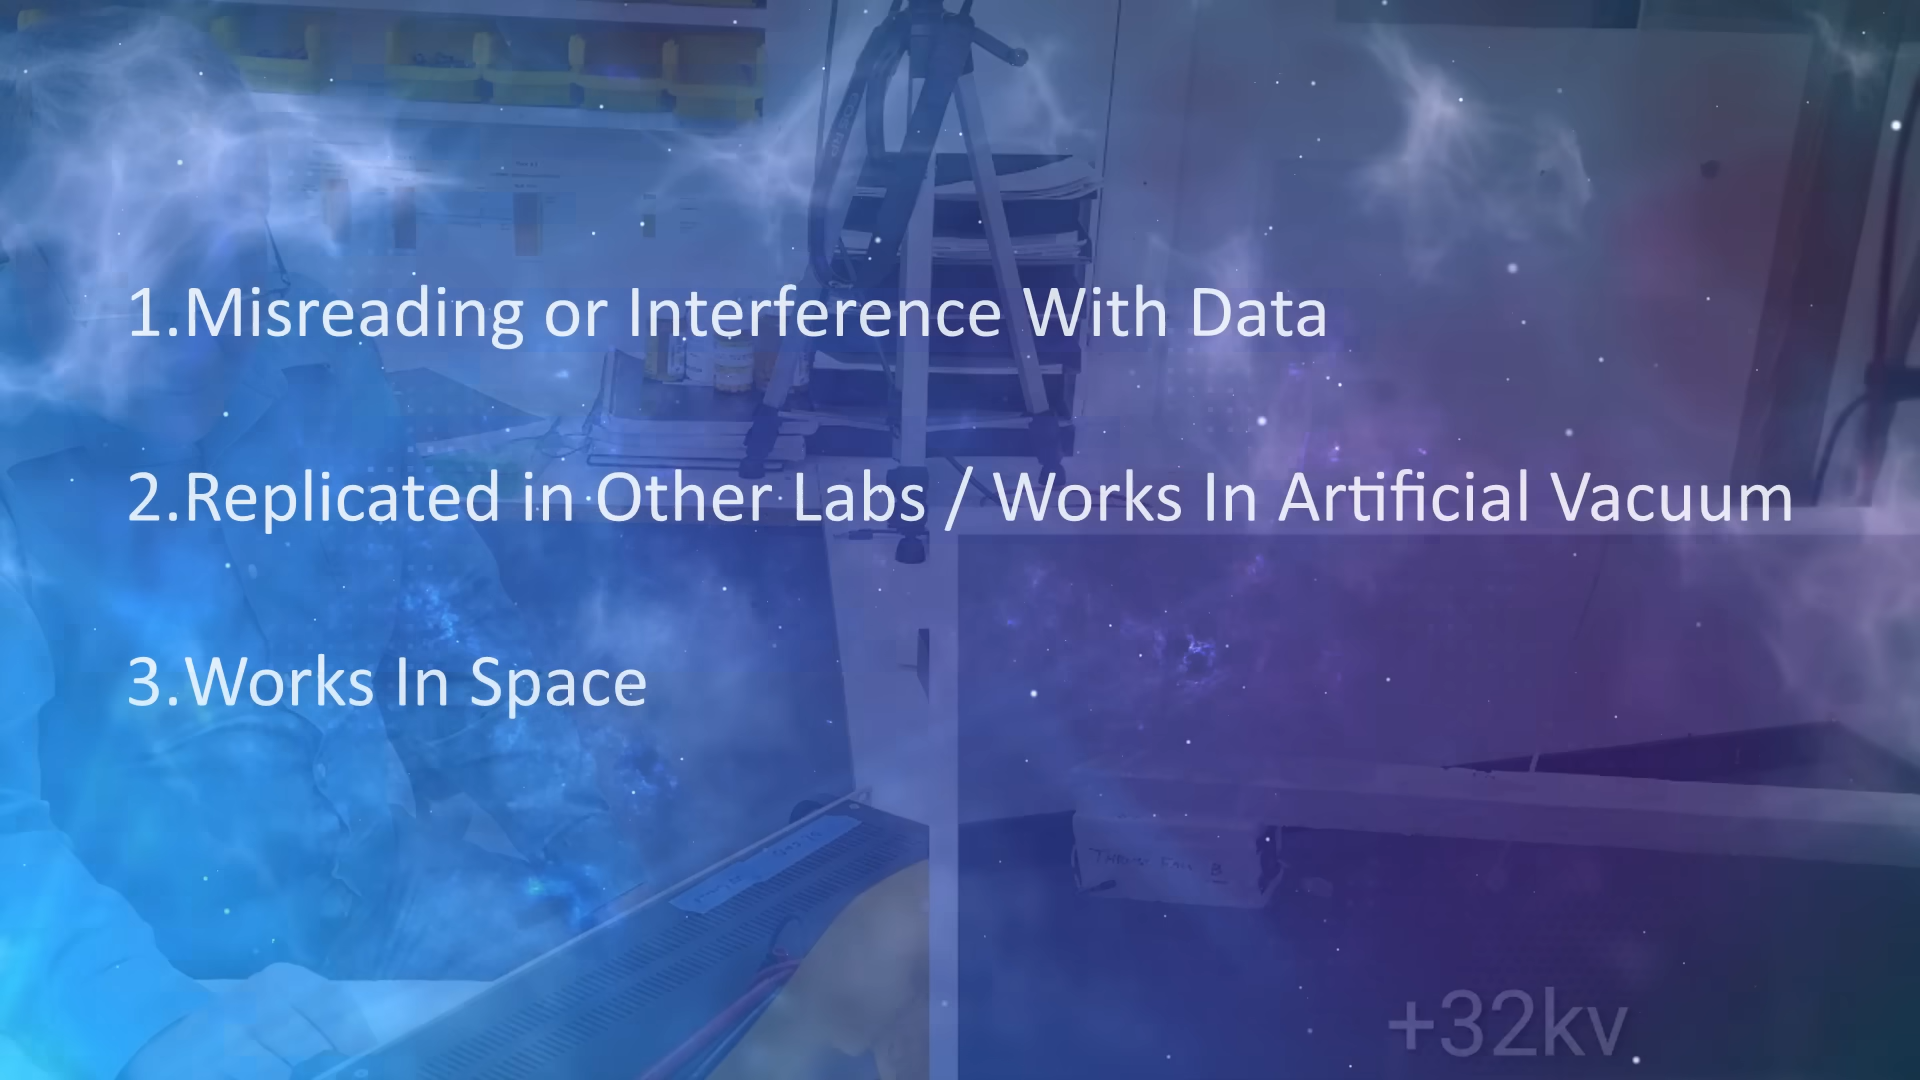 1.Misreading or Interference With Data
2.Replicated in Other Labs / Works In Artificial Vacuum
3.Works In Space
+32kv